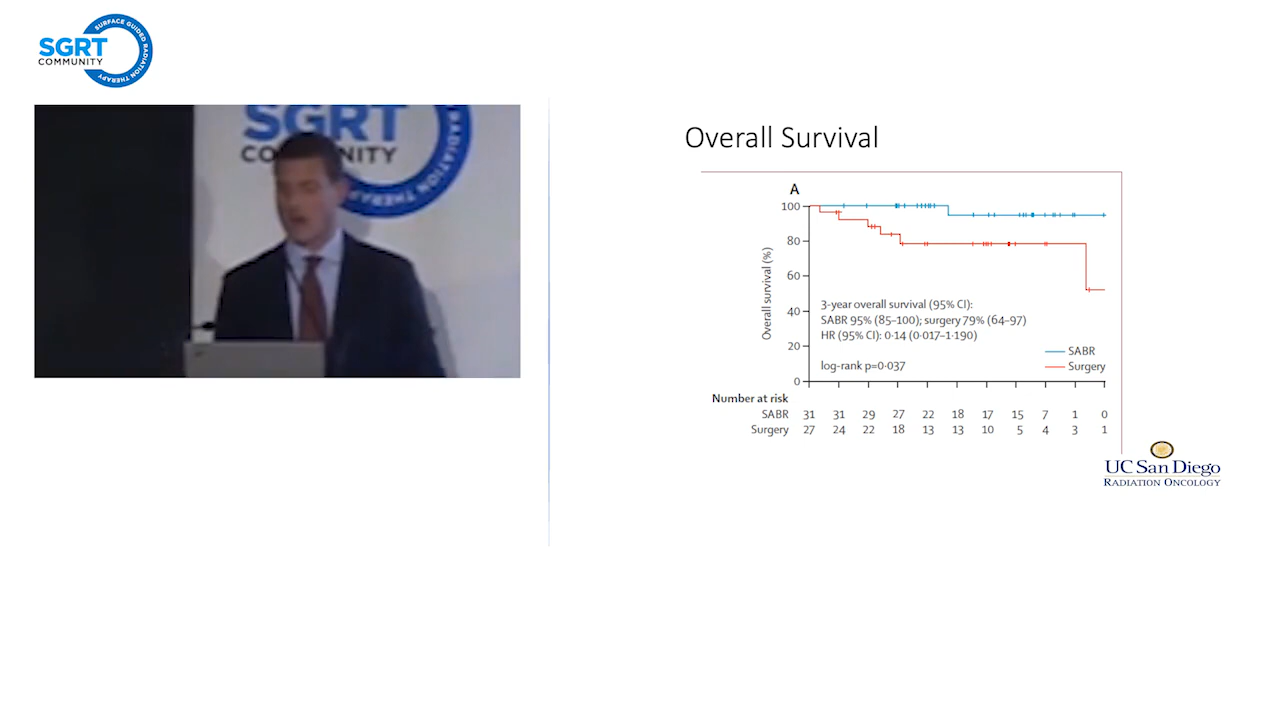 SURFACE GUIDED RADIATION THERAPY
SGRT
COMMUNITY
SGRT
COMMUNITY
RADIATION THERAPY
Overall Survival
A
100
80
60
40
20
0
Overall survival (%)
3-year overall survival (95% CI):
SABR 95% (85–100); surgery 79% (64–97)
HR (95% CI): 0·14 (0·017–1·190)
log-rank p=0·037
SABR
Surgery
Number at risk
SABR 31 31 29 27 22 18 17 15 7 1 0
Surgery 27 24 22 18 13 13 10 5 4 3 1
UC San Diego
RADIATION ONCOLOGY